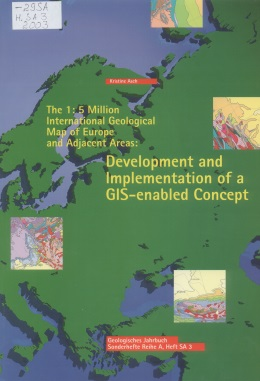 -29SA
H. SA 3
2003
Kristine Asch
The 1 : 5 Million
International Geological
Map of Europe
and Adjacent Areas:
Development and
Implementation of a
GIS-enabled Concept
Geologisches Jahrbuch
Sonderhefte Reihe A, Heft SA 3